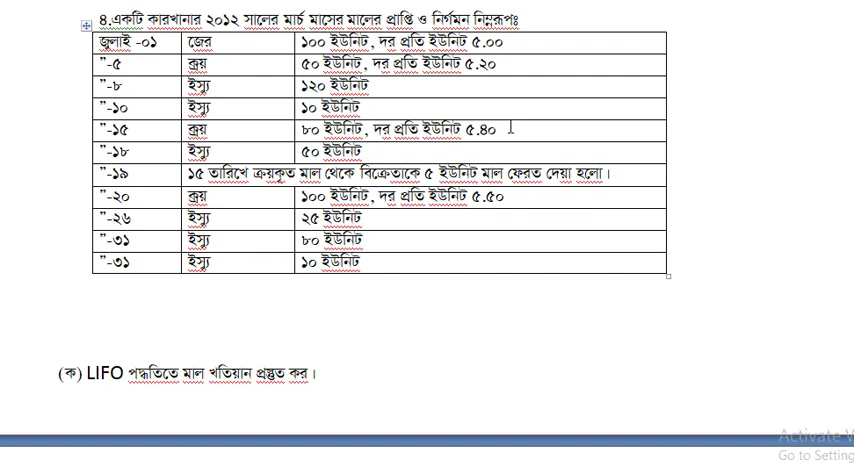 ৪.একটি কারখানার ২০১২ সালের মার্চ মাসের মালের প্রাপ্তি ও নির্গমন নিম্নরূপঃ
জুলাই -০১ জের ১০০ ইউনিট, দর প্রতি ইউনিট ৫.০০
”-৫ ক্রয় ৫০ ইউনিট, দর প্রতি ইউনিট ৫.২০
”-৮ ইস্যু ১২০ ইউনিট
”-১০ ইস্যু ১০ ইউনিট
”-১৫ ক্রয় ৮০ ইউনিট, দর প্রতি ইউনিট ৫.৪০
”-১৮ ইস্যু ৫০ ইউনিট
”-১৯ ১৫ তারিখে ক্রয়কৃত মাল থেকে বিক্রেতাকে ৫ ইউনিট মাল ফেরত দেয়া হলো।
”-২০ ক্রয় ১০০ ইউনিট, দর প্রতি ইউনিট ৫.৫০
”-২৬ ইস্যু ২৫ ইউনিট
”-৩১ ইস্যু ৮০ ইউনিট
”-৩১ ইস্যু ১০ ইউনিট
(ক) LIFO পদ্ধতিতে মাল খতিয়ান প্রস্তুত কর।
Activate
Go to Setting